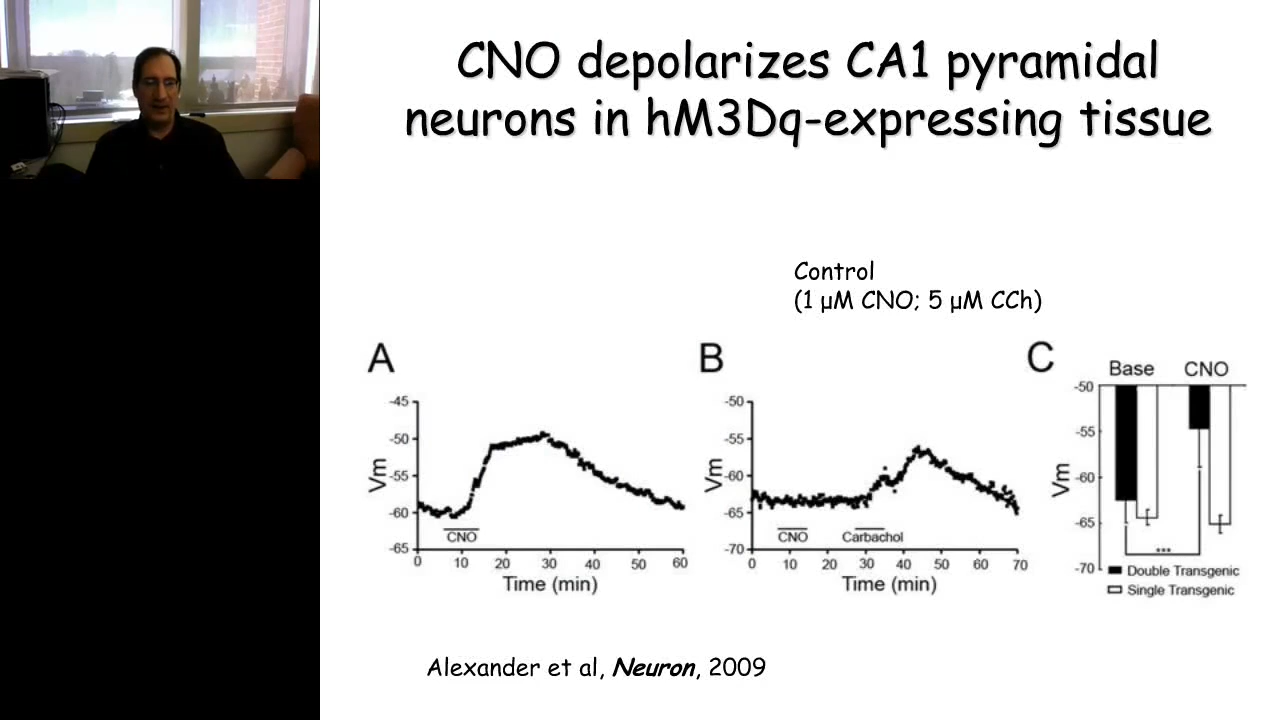 CNO depolarizes CA1 pyramidal
neurons in hM3Dq-expressing tissue
Control
(1 µM CNO; 5 µM CCh)
A
-45
-50
-55
-60
-65
Vm
CNO
0 10 20 30 40 50 60
Time (min)
B
-50
-55
-60
-65
-70
Vm
CNO Carbachol
0 10 20 30 40 50 60 70
Time (min)
C
Base CNO
-50
-55
-60
-65
-70
Vm
***
Double Transgenic
Single Transgenic
Alexander et al, Neuron, 2009